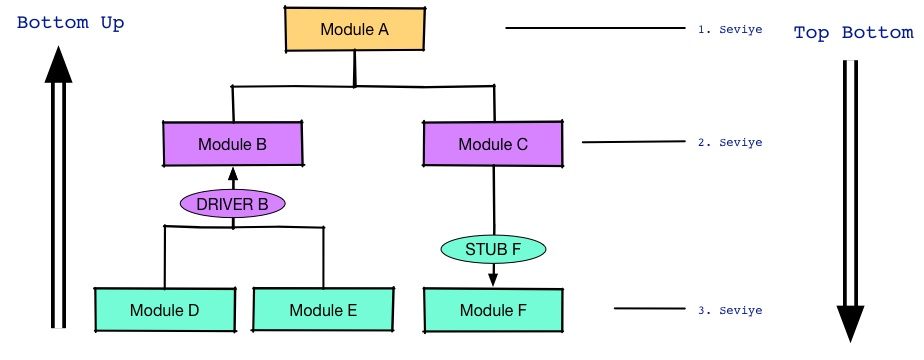 Bottom Up
Module A
1. Seviye
Top Bottom
Module B
Module C
2. Seviye
DRIVER B
STUB F
Module D
Module E
Module F
3. Seviye